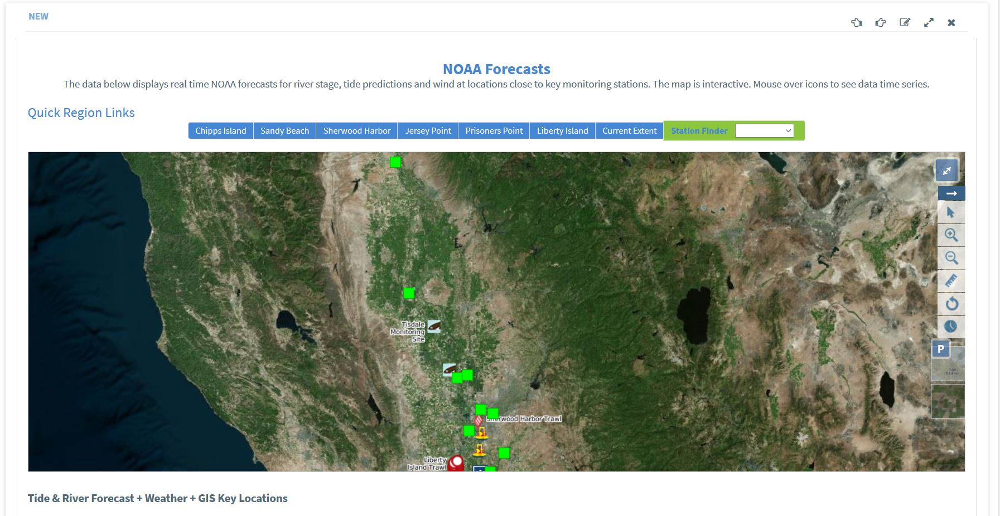 NEW
NOAA Forecasts
The data below displays real time NOAA forecasts for river stage, tide predictions and wind at locations close to key monitoring stations. The map is interactive. Mouse over icons to see data time series.
Quick Region Links
Chipps Island Sandy Beach Sherwood Harbor Jersey Point Prisoners Point Liberty Island Current Extent Station Finder
Tisdale
Monitoring
Site
P
Sherwood Harbor Trawl
Liberty
Island Trawl
Tide & River Forecast + Weather + GIS Key Locations